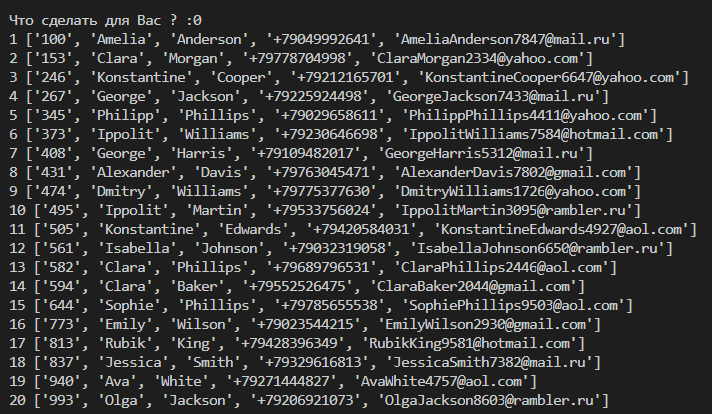 Что сделать для Вас ? :0
1 ['100', 'Amelia', 'Anderson', '+79049992641', 'AmeliaAnderson7847@mail.ru']
2 ['153', 'Clara', 'Morgan', '+79778704998', 'ClaraMorgan2334@yahoo.com']
3 ['246', 'Konstantine', 'Cooper', '+79212165701', 'KonstantineCooper6647@yahoo.com']
4 ['267', 'George', 'Jackson', '+79225924498', 'GeorgeJackson7433@mail.ru']
5 ['345', 'Philipp', 'Phillips', '+79029658611', 'PhilippPhillips4411@yahoo.com']
6 ['373', 'Ippolit', 'Williams', '+79230646698', 'IppolitWilliams7584@hotmail.com']
7 ['408', 'George', 'Harris', '+79109482017', 'GeorgeHarris5312@mail.ru']
8 ['431', 'Alexander', 'Davis', '+79763045471', 'AlexanderDavis7802@gmail.com']
9 ['474', 'Dmitry', 'Williams', '+79775377630', 'DmitryWilliams1726@yahoo.com']
10 ['495', 'Ippolit', 'Martin', '+79533756024', 'IppolitMartin3095@rambler.ru']
11 ['505', 'Konstantine', 'Edwards', '+79420584031', 'KonstantineEdwards4927@aol.com']
12 ['561', 'Isabella', 'Johnson', '+79032319058', 'IsabellaJohnson6650@rambler.ru']
13 ['582', 'Clara', 'Phillips', '+79689796531', 'ClaraPhillips2446@aol.com']
14 ['594', 'Clara', 'Baker', '+79552526475', 'ClaraBaker2044@gmail.com']
15 ['644', 'Sophie', 'Phillips', '+79785655538', 'SophiePhillips9503@aol.com']
16 ['773', 'Emily', 'Wilson', '+79023544215', 'EmilyWilson2930@gmail.com']
17 ['813', 'Rubik', 'King', '+79428396349', 'RubikKing9581@hotmail.com']
18 ['837', 'Jessica', 'Smith', '+79329616813', 'JessicaSmith7382@mail.ru']
19 ['940', 'Ava', 'White', '+79271444827', 'AvaWhite4757@aol.com']
20 ['993', 'Olga', 'Jackson', '+79206921073', 'OlgaJackson8603@rambler.ru']